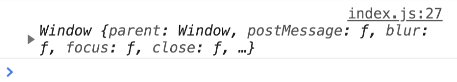 index.js:27
Window {parent: Window, postMessage: ƒ, blur:
ƒ, focus: ƒ, close: ƒ, …}